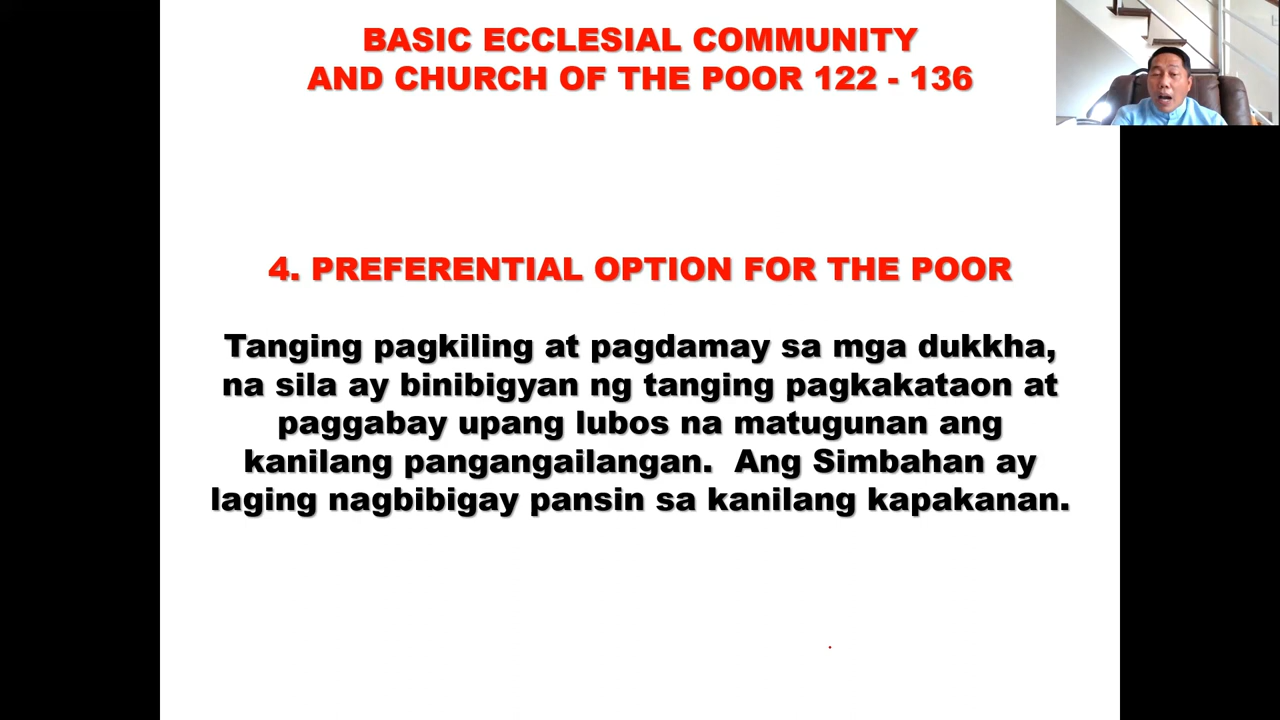 BASIC ECCLESIAL COMMUNITY
AND CHURCH OF THE POOR 122 - 136
4. PREFERENTIAL OPTION FOR THE POOR
Tanging pagkiling at pagdamay sa mga dukkha,
na sila ay binibigyan ng tanging pagkakataon at
paggabay upang lubos na matugunan ang
kanilang pangangailangan. Ang Simbahan ay
laging nagbibigay pansin sa kanilang kapakanan.